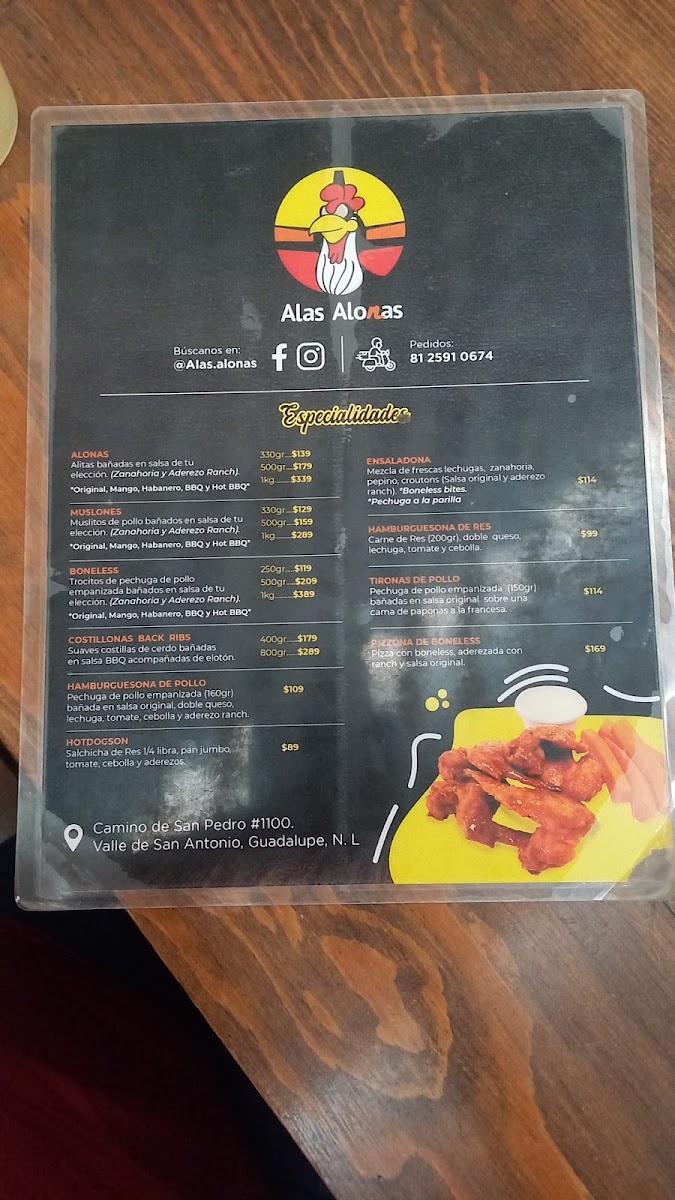 Alas Alonas
Búscanos en:
@Alas.alonas
Pedidos:
81 2591 0674
Especialidades
ALONAS
Alitas bañadas en salsa de tu
elección. (Zanahoria y Aderezo Ranch).
*Original, Mango, Habanero, BBQ y Hot BBQ*
330gr....$139
500gr....$179
1kg.........$339
MUSLONES
Muslitos de pollo bañados en salsa de tu
elección. (Zanahoria y Aderezo Ranch).
*Original, Mango, Habanero, BBQ y Hot BBQ*
330gr....$129
500gr....$159
1kg.........$289
BONELESS
Trocitos de pechuga de pollo
empanizada bañados en salsa de tu
elección. (Zanahoria y Aderezo Ranch).
*Original, Mango, Habanero, BBQ y Hot BBQ*
250gr....$119
500gr....$209
1kg.........$389
COSTILLONAS BACK RIBS
Suaves costillas de cerdo bañadas
en salsa BBQ acompañadas de elotón.
400gr.....$179
800gr.....$289
HAMBURGUESONA DE POLLO
Pechuga de pollo empanizada (160gr)
bañada en salsa original, doble queso,
lechuga, tomate, cebolla y aderezo ranch.
$109
HOTDOGSON
Salchicha de Res 1/4 libra, pan jumbo,
tomate, cebolla y aderezos.
$89
ENSALADONA
Mezcla de frescas lechugas, zanahoria,
pepino, croutons (Salsa original y aderezo
ranch). *Boneless bites.
*Pechuga a la parilla
$114
HAMBURGUESONA DE RES
Carne de Res (200gr), doble queso,
lechuga, tomate y cebolla.
$99
TIRONAS DE POLLO
Pechuga de pollo empanizada (150gr)
bañadas en salsa original sobre una
cama de paponas a la francesa.
$114
PIZZONA DE BONELESS
Pizza con boneless, aderezada con
ranch y salsa original.
$169
Camino de San Pedro #1100.
Valle de San Antonio, Guadalupe, N. L